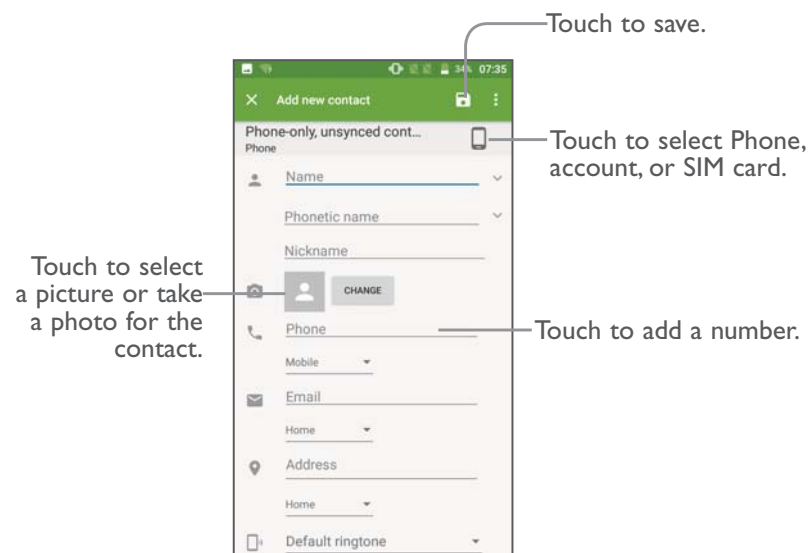 Touch to save.
34% 07:35
Add new contact
Phone-only, unsynced cont...
Phone
Touch to select Phone,
account, or SIM card.
Name
Phonetic name
Nickname
Touch to select
a picture or take
a photo for the
contact.
CHANGE
Phone
Touch to add a number.
Mobile
Email
Home
Address
Home
Default ringtone